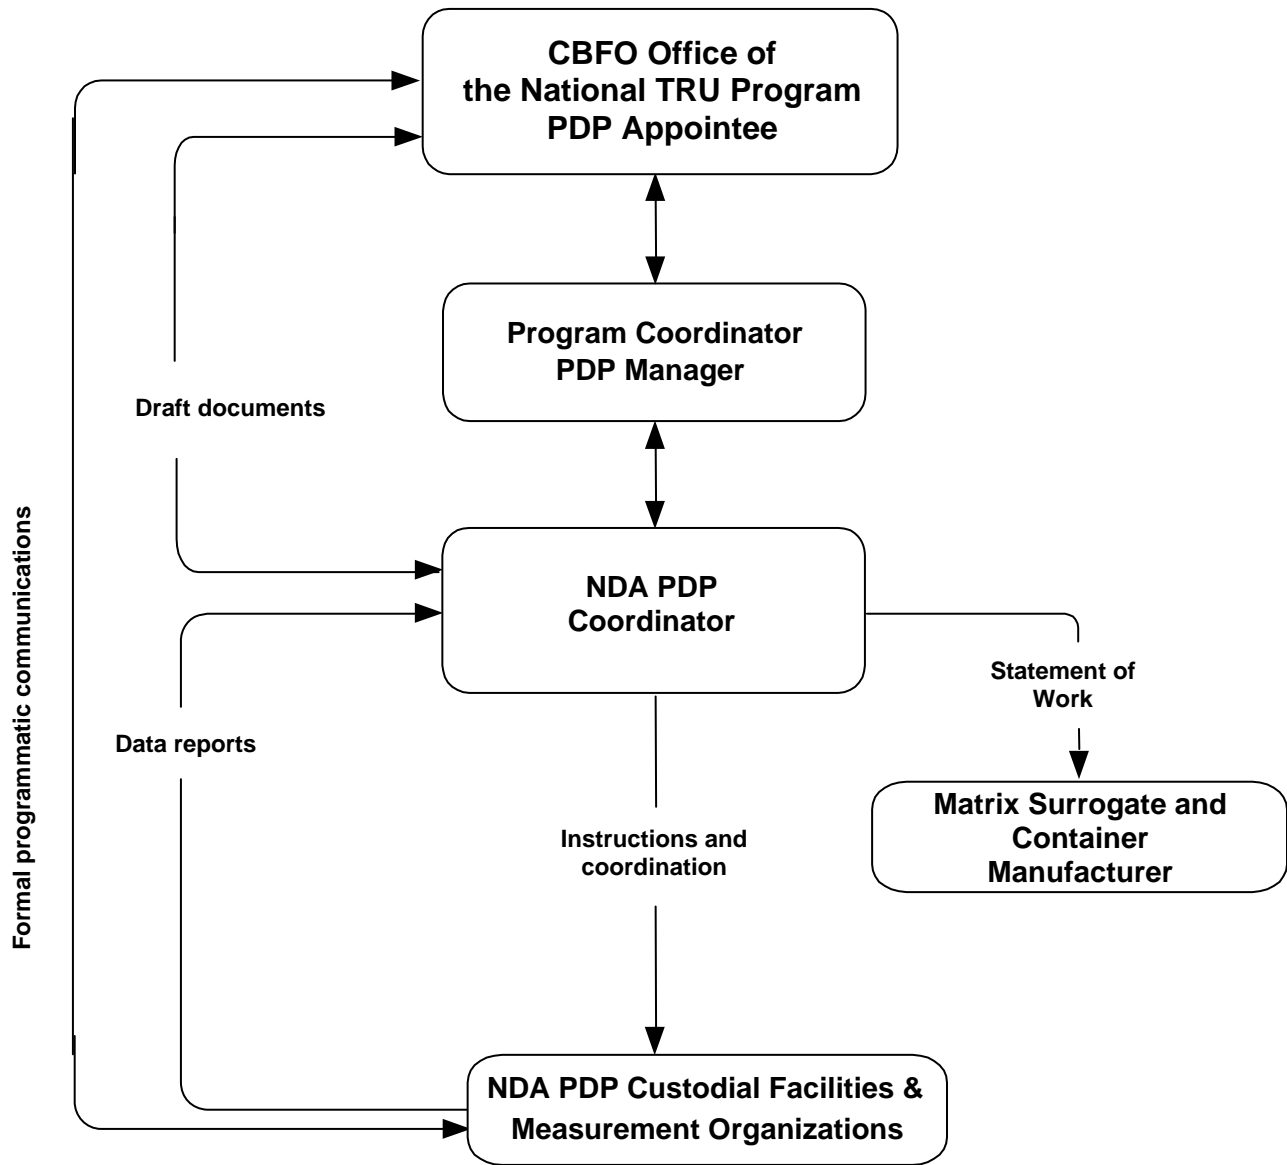 CBFO Office of
the National TRU Program
PDP Appointee
Program Coordinator
PDP Manager
Draft documents
Formal programmatic communications
NDA PDP
Coordinator
Statement of
Work
Data reports
Matrix Surrogate and
Container
Manufacturer
Instructions and
coordination
NDA PDP Custodial Facilities &
Measurement Organizations